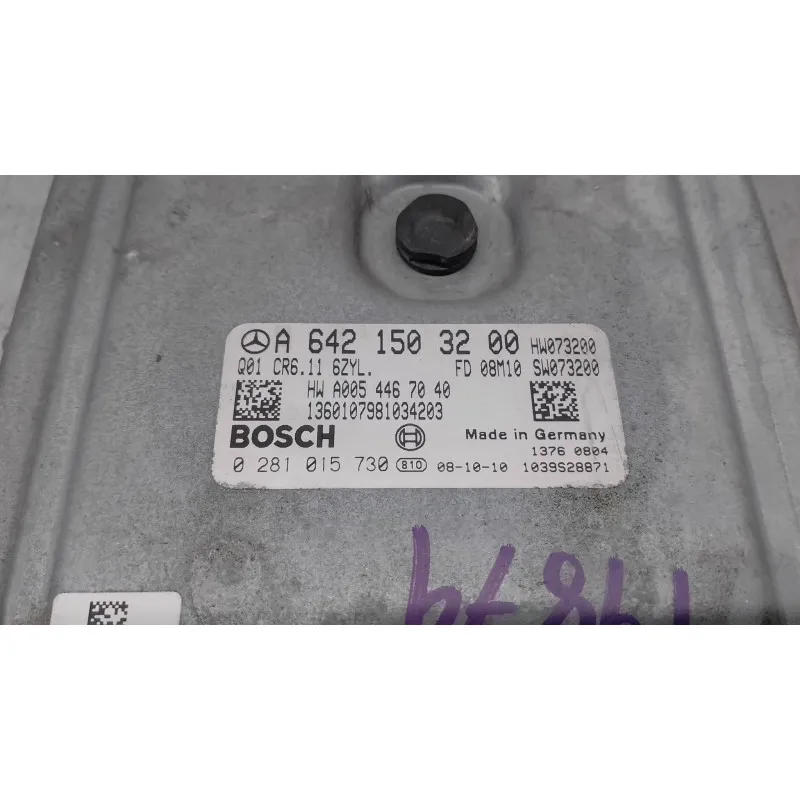 A 642 150 32 00 HW073200
Q01 CR6.11 6ZYL. FD 08M10 SW073200
HW A005 446 70 40
1360107981034203
BOSCH Made in Germany
1376 0804
0 281 015 730 810 08-10-10 1039S28871